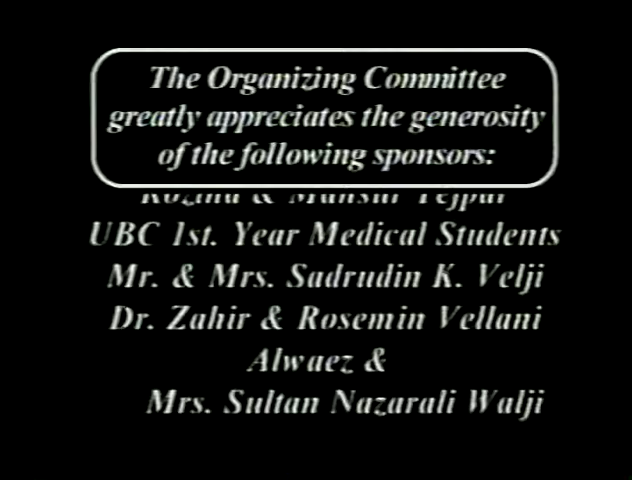 The Organizing Committee
greatly appreciates the generosity
of the following sponsors:
& Tejpar
UBC 1st. Year Medical Students
Mr. & Mrs. Sadrudin K. Velji
Dr. Zahir & Rosemin Vellani
Alwaez &
Mrs. Sultan Nazarali Walji